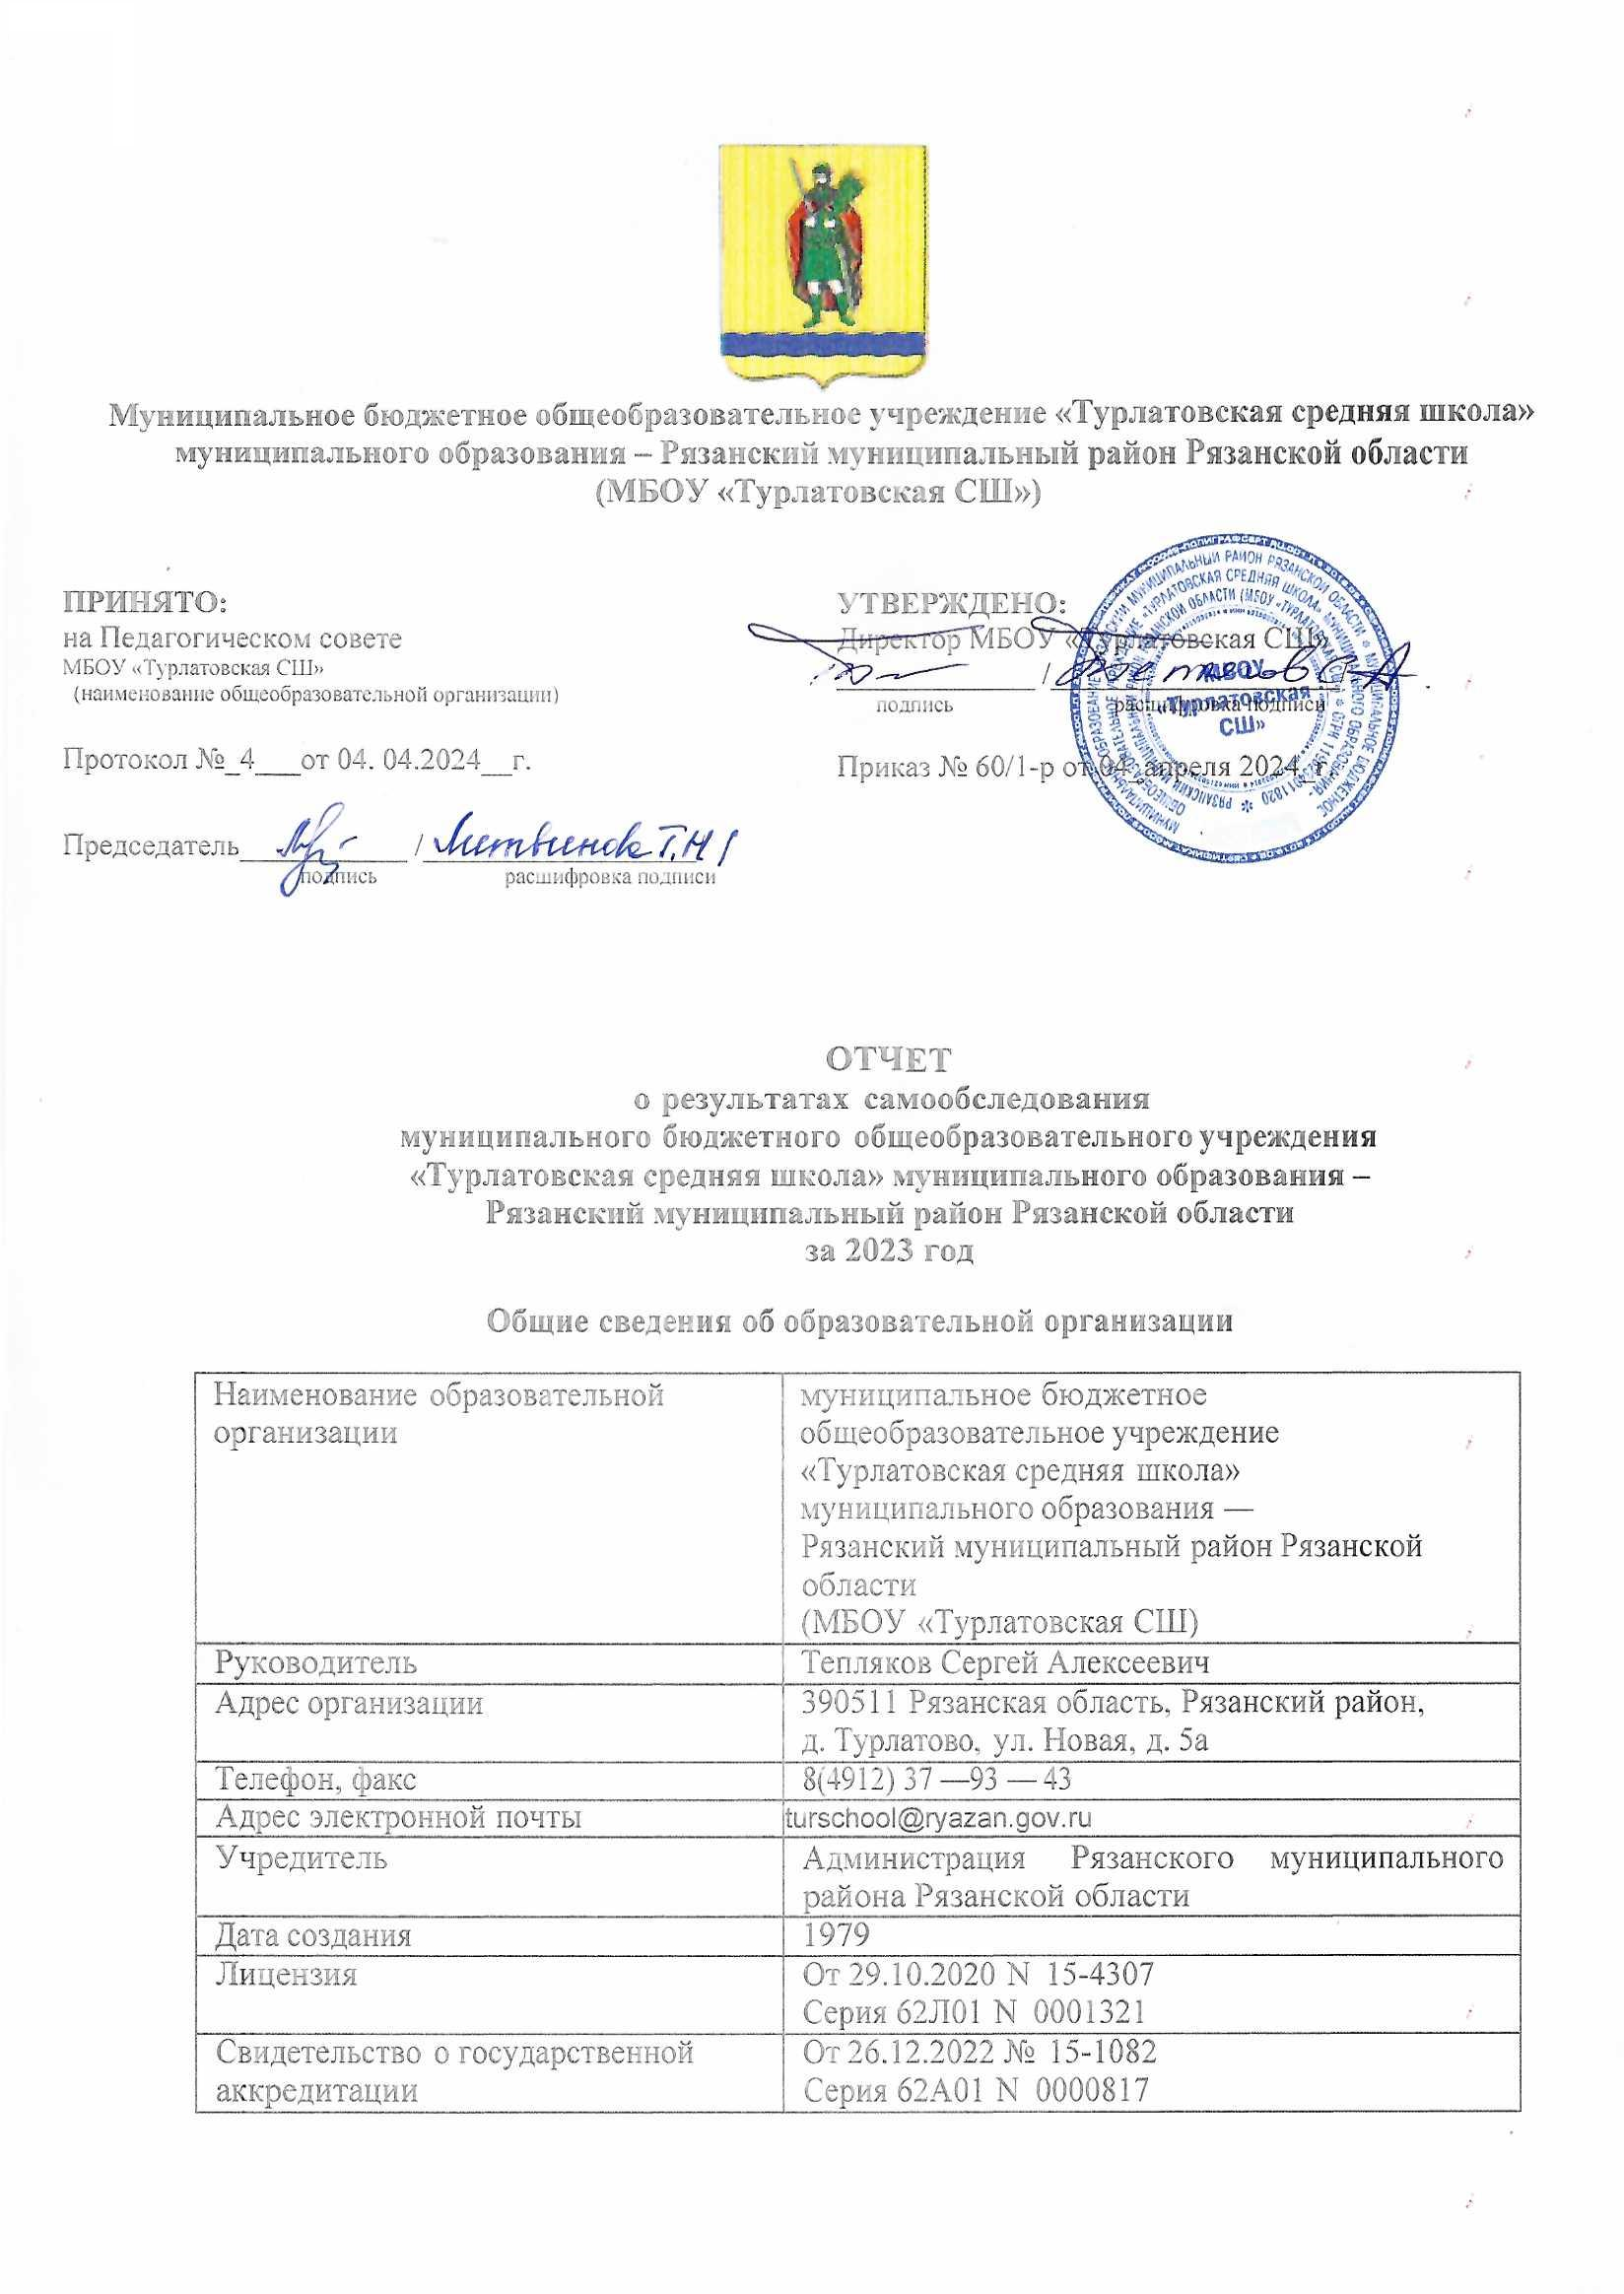 Муниципальное бюджетное общеобразовательное учреждение «Турлатовская средняя школа»
муниципального образования – Рязанский муниципальный район Рязанской области
(МБОУ «Турлатовская СШ»)
ПРИНЯТО:
на Педагогическом совете
МБОУ «Турлатовская СШ»
(наименование общеобразовательной организации)
Протокол №_4___от 04. 04.2024__г.
Председатель___________ / Литвинова Т.Н /
подпись расшифровка подписи
УТВЕРЖДЕНО:
Директор МБОУ «Турлатовская СШ»
_____________ /
подпись расшифровка подписи
Приказ № 60/1-р от 04_апреля 2024_г.
МБОУ
«Турлатовская
СШ»
ОТЧЕТ
о результатах самообследования
муниципального бюджетного общеобразовательного учреждения
«Турлатовская средняя школа» муниципального образования –
Рязанский муниципальный район Рязанской области
за 2023 год
Общие сведения об образовательной организации
Наименование образовательной
организации
муниципальное бюджетное
общеобразовательное учреждение
«Турлатовская средняя школа»
муниципального образования —
Рязанский муниципальный район Рязанской
области
(МБОУ «Турлатовская СШ)
Руководитель Тепляков Сергей Алексеевич
Адрес организации 390511 Рязанская область, Рязанский район,
д. Турлатово, ул. Новая, д. 5а
Телефон, факс 8(4912) 37 —93 — 43
Адрес электронной почты turschool@ryazan.gov.ru
Учредитель Администрация Рязанского муниципального
района Рязанской области
Дата создания 1979
Лицензия От 29.10.2020 N 15-4307
Серия 62Л01 N 0001321
Свидетельство о государственной
аккредитации
От 26.12.2022 № 15-1082
Серия 62А01 N 0000817